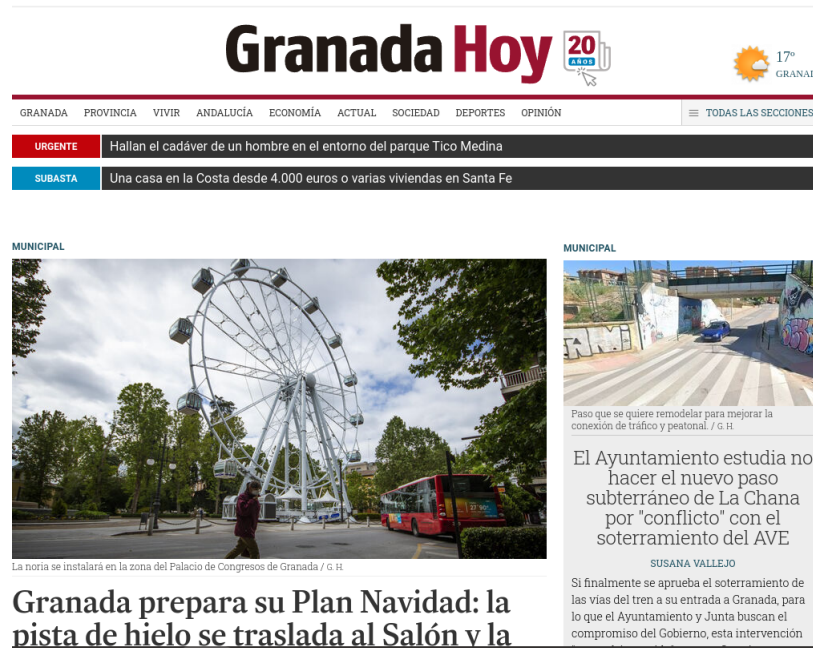 Granada Hoy
20
AÑOS
17º
GRANA
GRANADA PROVINCIA VIVIR ANDALUCÍA ECONOMÍA ACTUAL SOCIEDAD DEPORTES OPINIÓN
TODAS LAS SECCIONES
URGENTE Hallan el cadáver de un hombre en el entorno del parque Tico Medina
SUBASTA Una casa en la Costa desde 4.000 euros o varias viviendas en Santa Fe
MUNICIPAL
La noria se instalará en la zona del Palacio de Congresos de Granada / G. H.
Granada prepara su Plan Navidad: la
pista de hielo se traslada al Salón y la
MUNICIPAL
Paso que se quiere remodelar para mejorar la
conexión de tráfico y peatonal. / G. H.
El Ayuntamiento estudia no
hacer el nuevo paso
subterráneo de La Chana
por "conflicto" con el
soterramiento del AVE
SUSANA VALLEJO
Si finalmente se aprueba el soterramiento de
las vías del tren a su entrada a Granada, para
lo que el Ayuntamiento y Junta buscan el
compromiso del Gobierno, esta intervención